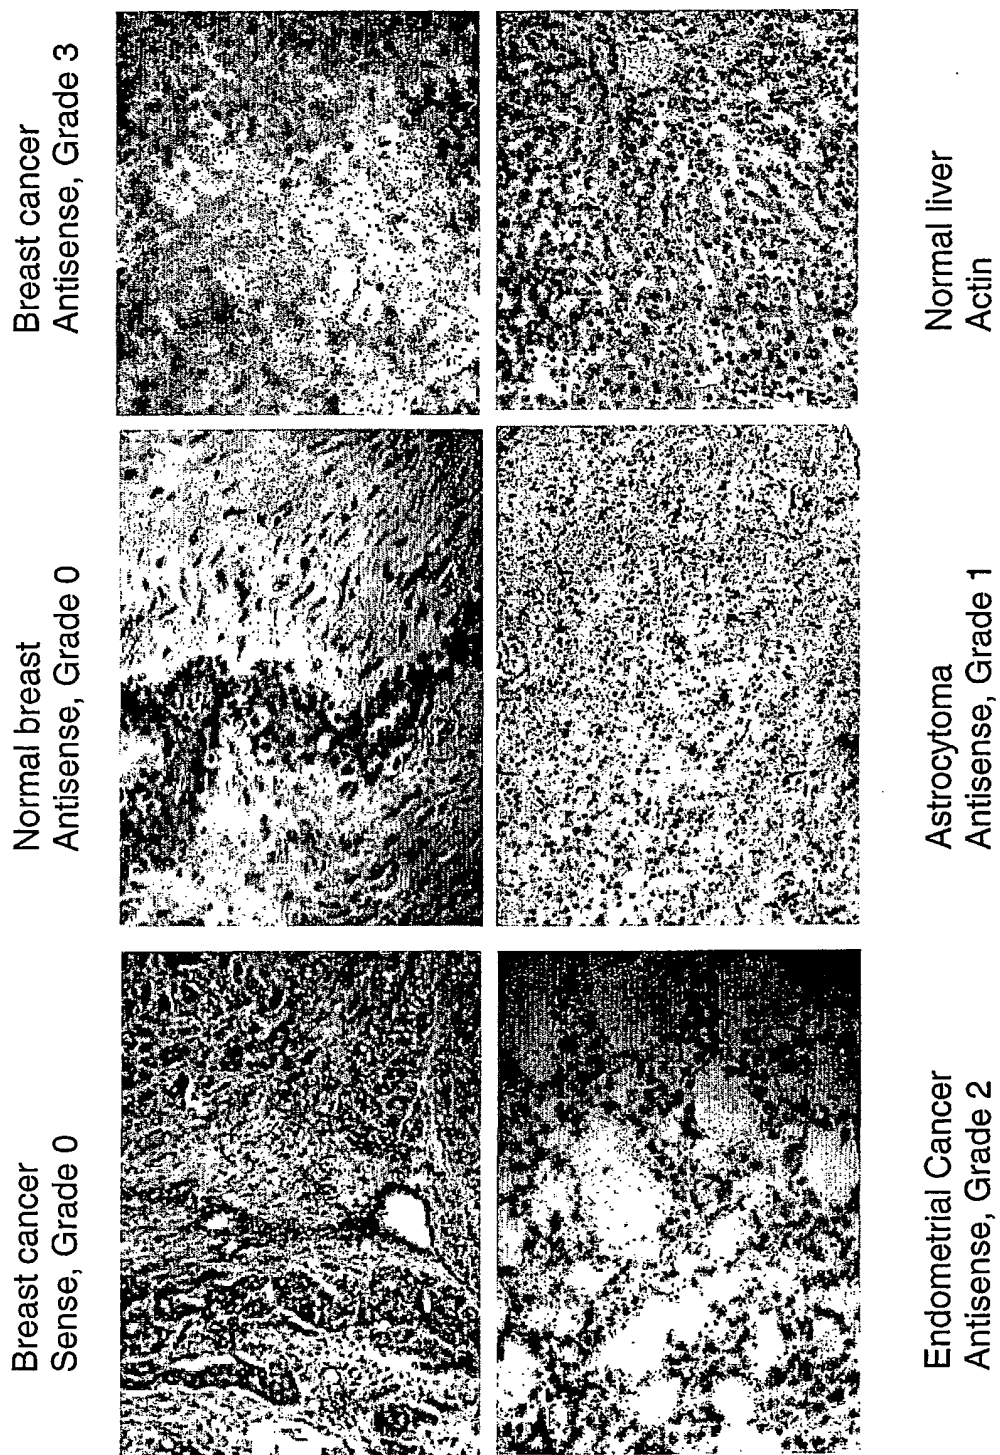 Breast cancer
Sense, Grade 0
Normal breast
Antisense, Grade 0
Breast cancer
Antisense, Grade 3
Endometrial Cancer
Antisense, Grade 2
Astrocytoma
Antisense, Grade 1
Normal liver
Actin